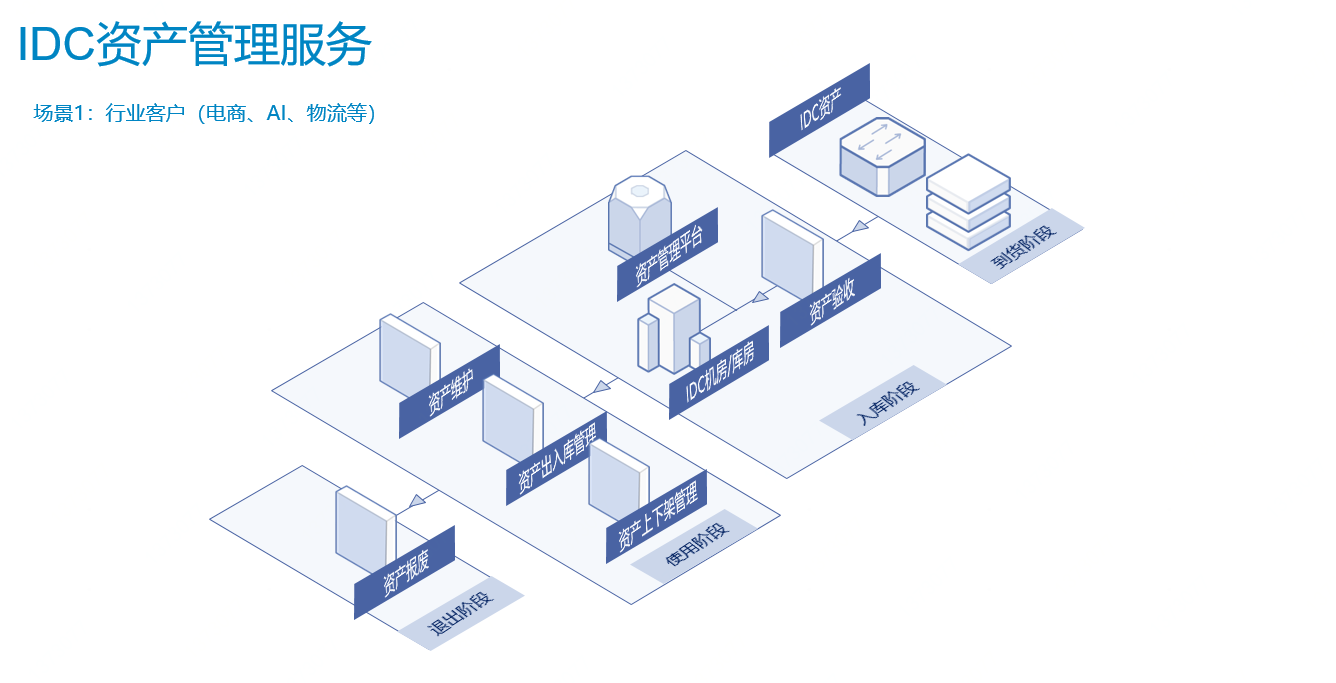 IDC资产管理服务
场景1：行业客户（电商、AI、物流等）
IDC资产
到货阶段
资产管理平台
资产验收
IDC机房/库房
入库阶段
资产维护
资产出入库管理
资产上下架管理
使用阶段
资产报废
退出阶段